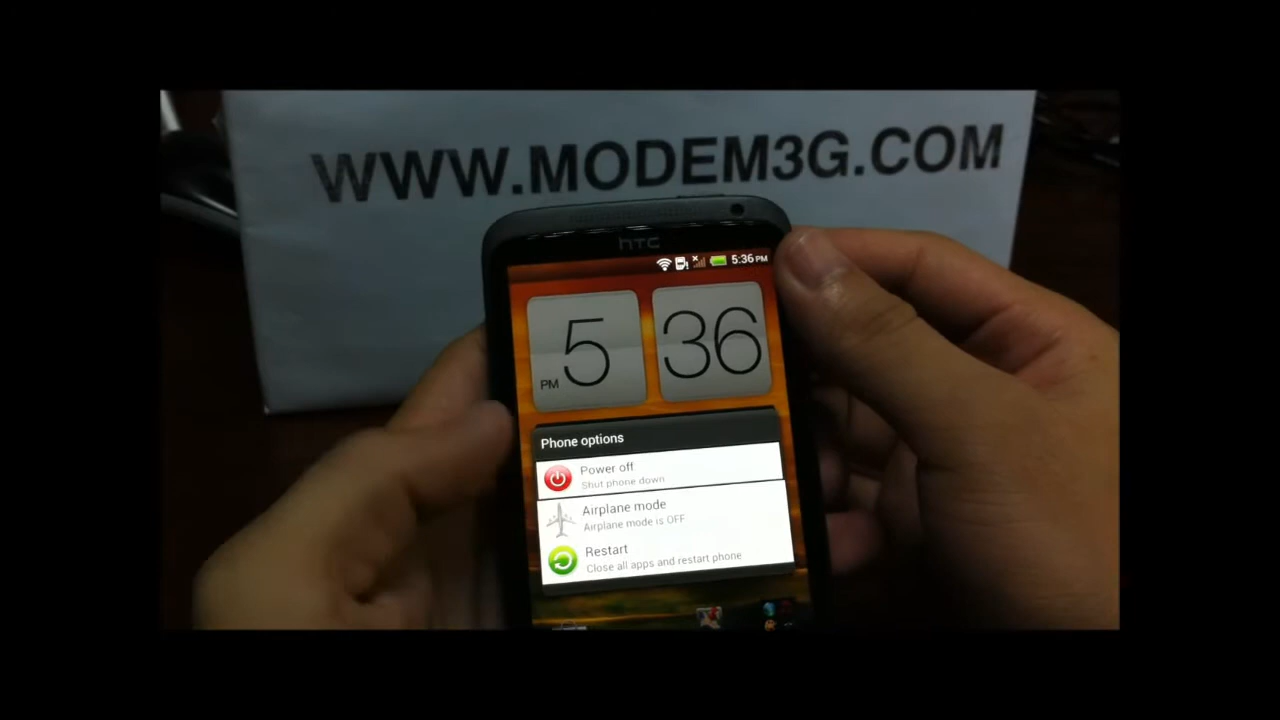 WWW.MODEM3G.COM
hTC
5:36 PM
PM 5 36
Phone options
Power off
Shut phone down
Airplane mode
Airplane mode is OFF
Restart
Close all apps and restart phone